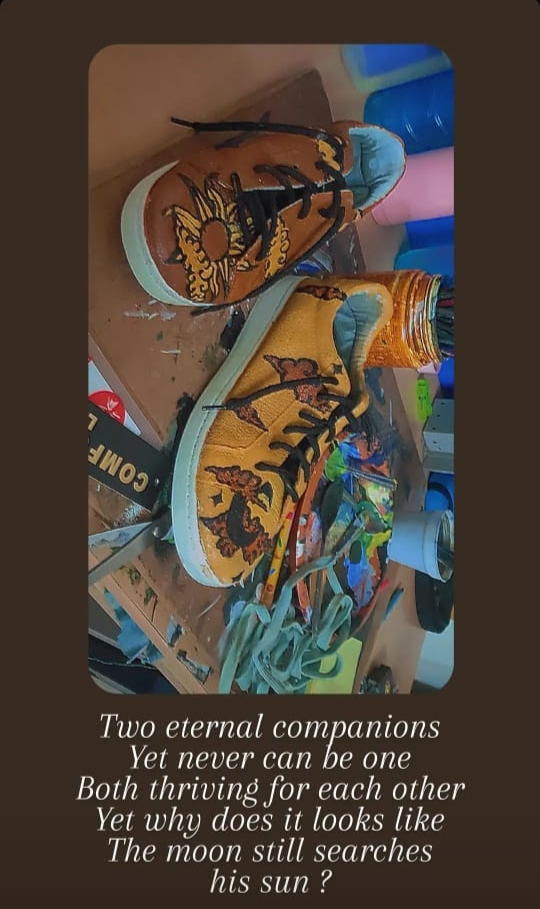 COMF
Two eternal companions
Yet never can be one
Both thriving for each other
Yet why does it looks like
The moon still searches
his sun ?